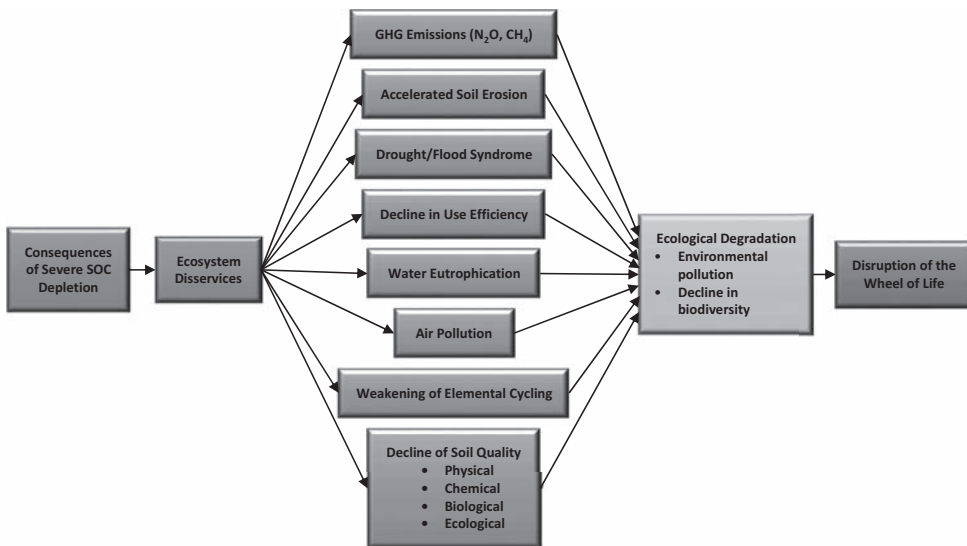 Consequences
of Severe SOC
Depletion
Ecosystem
Disservices
GHG Emissions (N₂O, CH₄)
Accelerated Soil Erosion
Drought/Flood Syndrome
Decline in Use Efficiency
Water Eutrophication
Air Pollution
Weakening of Elemental Cycling
Decline of Soil Quality
• Physical
• Chemical
• Biological
• Ecological
Ecological Degradation
• Environmental
pollution
• Decline in
biodiversity
Disruption of the
Wheel of Life